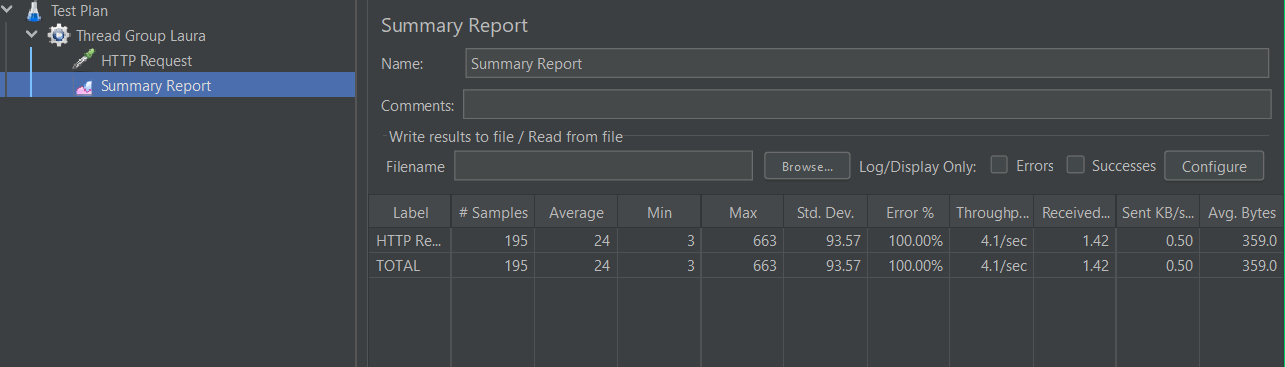 Test Plan
Thread Group Laura
HTTP Request
Summary Report
Summary Report
Name: Summary Report
Comments:
Write results to file / Read from file
Filename Browse... Log/Display Only: Errors Successes Configure
Label # Samples Average Min Max Std. Dev. Error % Throughp... Received... Sent KB/s... Avg. Bytes
HTTP Re... 195 24 3 663 93.57 100.00% 4.1/sec 1.42 0.50 359.0
TOTAL 195 24 3 663 93.57 100.00% 4.1/sec 1.42 0.50 359.0